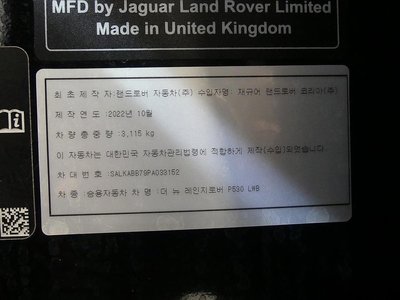 MFD by Jaguar Land Rover Limited
Made in United Kingdom
최초 제작 자:랜드로버 자동차(주) 수입자명: 재규어 랜드로버 코리아(주)
제 작 연 도 :2022년 10월
차 량 총 중 량 :3,115 kg
이 자동차는 대한민국 자동차관리법령에 적합하게 제작(수입)되었습니다.
차 대 번 호 :SALKABB79PA033152
차 종 :승용자동차 차 명 :더 뉴 레인지로버 P530 LWB